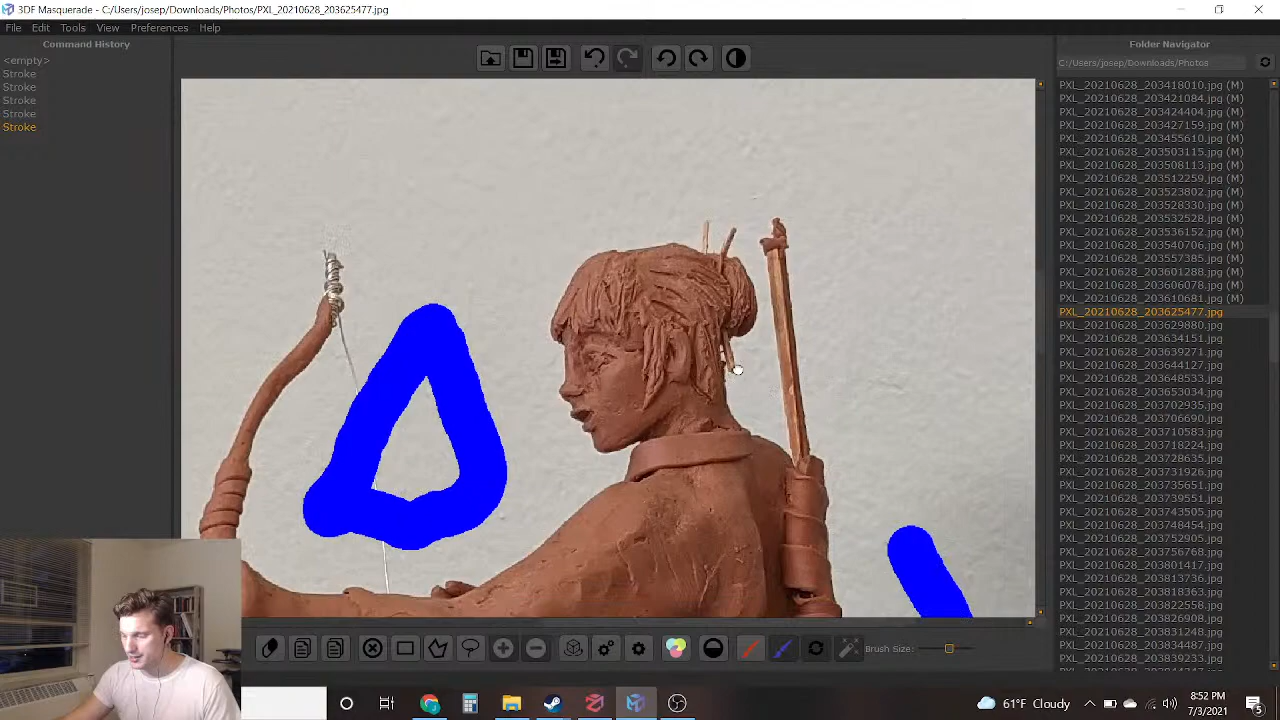 3DF Masquerade - C:/Users/josep/Downloads/Photos/PXL_20210628_203625477.jpg
File Edit Tools View Preferences Help
Command History
<empty>
Stroke
Stroke
Stroke
Stroke
Stroke
Folder Navigator
C:/Users/josep/Downloads/Photos
PXL_20210628_203418010.jpg (M)
PXL_20210628_203421084.jpg (M)
PXL_20210628_203424404.jpg (M)
PXL_20210628_203427159.jpg (M)
PXL_20210628_203455610.jpg (M)
PXL_20210628_203503115.jpg (M)
PXL_20210628_203508113.jpg (M)
PXL_20210628_203512259.jpg (M)
PXL_20210628_203523802.jpg (M)
PXL_20210628_203528330.jpg (M)
PXL_20210628_203532528.jpg (M)
PXL_20210628_203536152.jpg (M)
PXL_20210628_203540706.jpg (M)
PXL_20210628_203557385.jpg (M)
PXL_20210628_203601288.jpg (M)
PXL_20210628_203606078.jpg (M)
PXL_20210628_203610681.jpg (M)
PXL_20210628_203625477.jpg
PXL_20210628_203629880.jpg
PXL_20210628_203634151.jpg
PXL_20210628_203639271.jpg
PXL_20210628_203644127.jpg
PXL_20210628_203648533.jpg
PXL_20210628_203653034.jpg
PXL_20210628_203702935.jpg
PXL_20210628_203706690.jpg
PXL_20210628_203710583.jpg
PXL_20210628_203718224.jpg
PXL_20210628_203728635.jpg
PXL_20210628_203731926.jpg
PXL_20210628_203735651.jpg
PXL_20210628_203739551.jpg
PXL_20210628_203743505.jpg
PXL_20210628_203748454.jpg
PXL_20210628_203752905.jpg
PXL_20210628_203756768.jpg
PXL_20210628_203801417.jpg
PXL_20210628_203813736.jpg
PXL_20210628_203818363.jpg
PXL_20210628_203822558.jpg
PXL_20210628_203826908.jpg
PXL_20210628_203831248.jpg
PXL_20210628_203834487.jpg
PXL_20210628_203839233.jpg
Brush Size:
61°F Cloudy
8:52 PM
7/3/2021
5